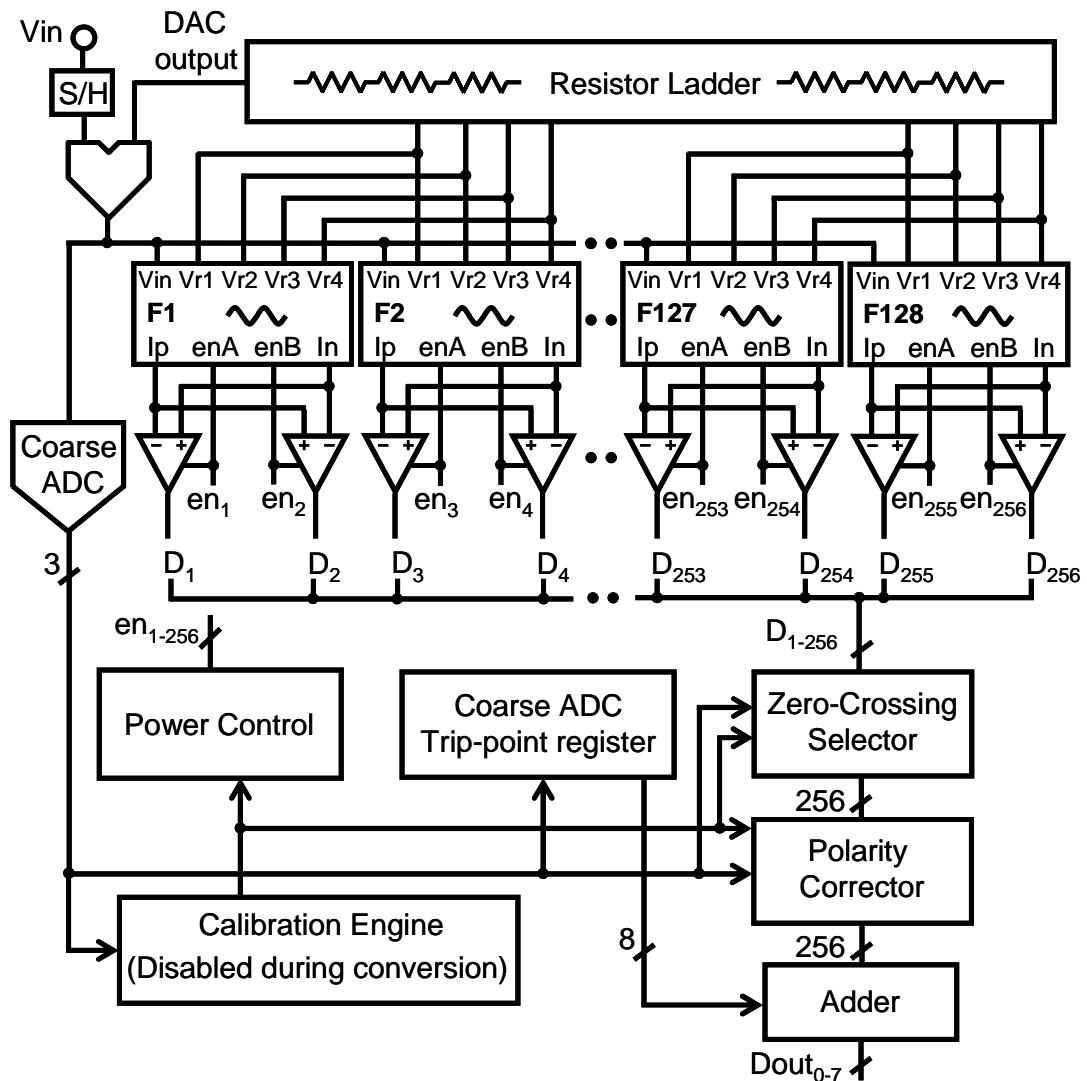 Vin
DAC
output
S/H
Resistor Ladder
Vin Vr1 Vr2 Vr3 Vr4
F1
Ip enA enB In
Vin Vr1 Vr2 Vr3 Vr4
F2
Ip enA enB In
Vin Vr1 Vr2 Vr3 Vr4
F127
Ip enA enB In
Vin Vr1 Vr2 Vr3 Vr4
F128
Ip enA enB In
− +
+ −
− +
+ −
− +
+ −
− +
+ −
Coarse
ADC
en1
en2
en3
en4
en253
en254
en255
en256
3
D1
D2
D3
D4
D253
D254
D255
D256
en1-256
D1-256
Power Control
Coarse ADC
Trip-point register
Zero-Crossing
Selector
256
Polarity
Corrector
Calibration Engine
(Disabled during conversion)
8
256
Adder
Dout0-7